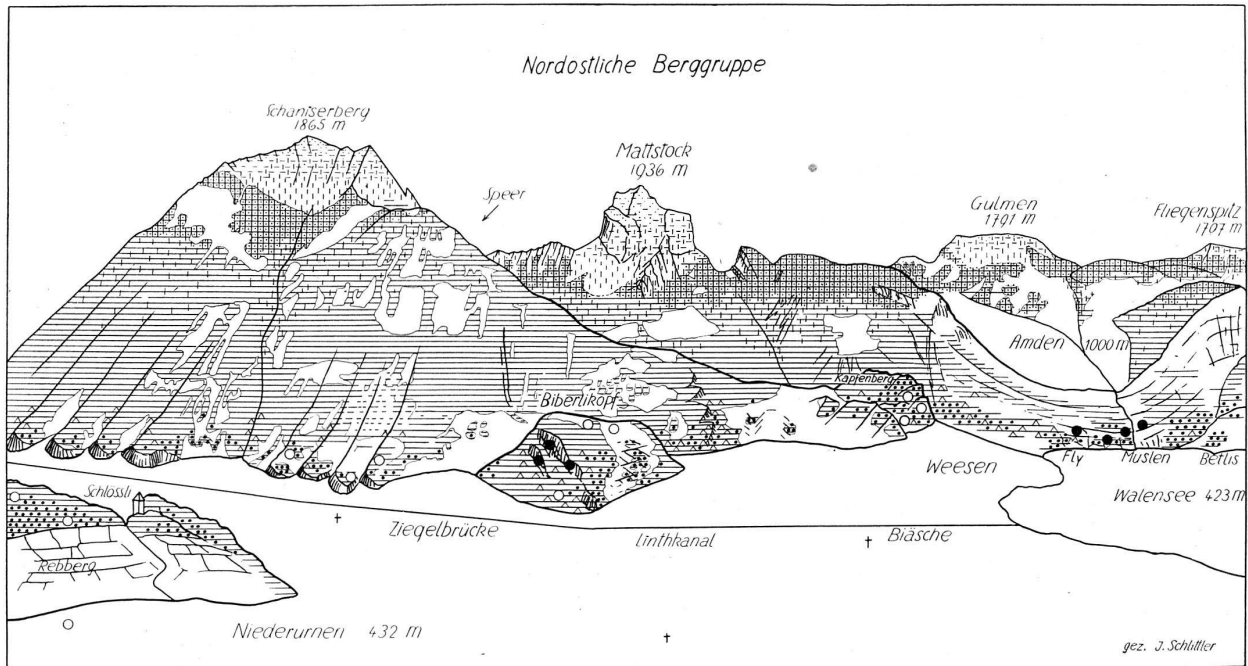 Nordostliche Berggruppe
Schaniserberg
1865 m
Speer
Mattstock
1936 m
Gulmen
1791 m
Fliegenspitz
1707 m
Amden
1000 m
Kapfenberg
Biberlikopf
Fly
Muslen
Betlis
Weesen
Walensee 423 m
Schlössli
Ziegelbrücke
Linthkanal
Biäsche
Rebberg
Niederurnen 432 m
gez. J. Schlittler